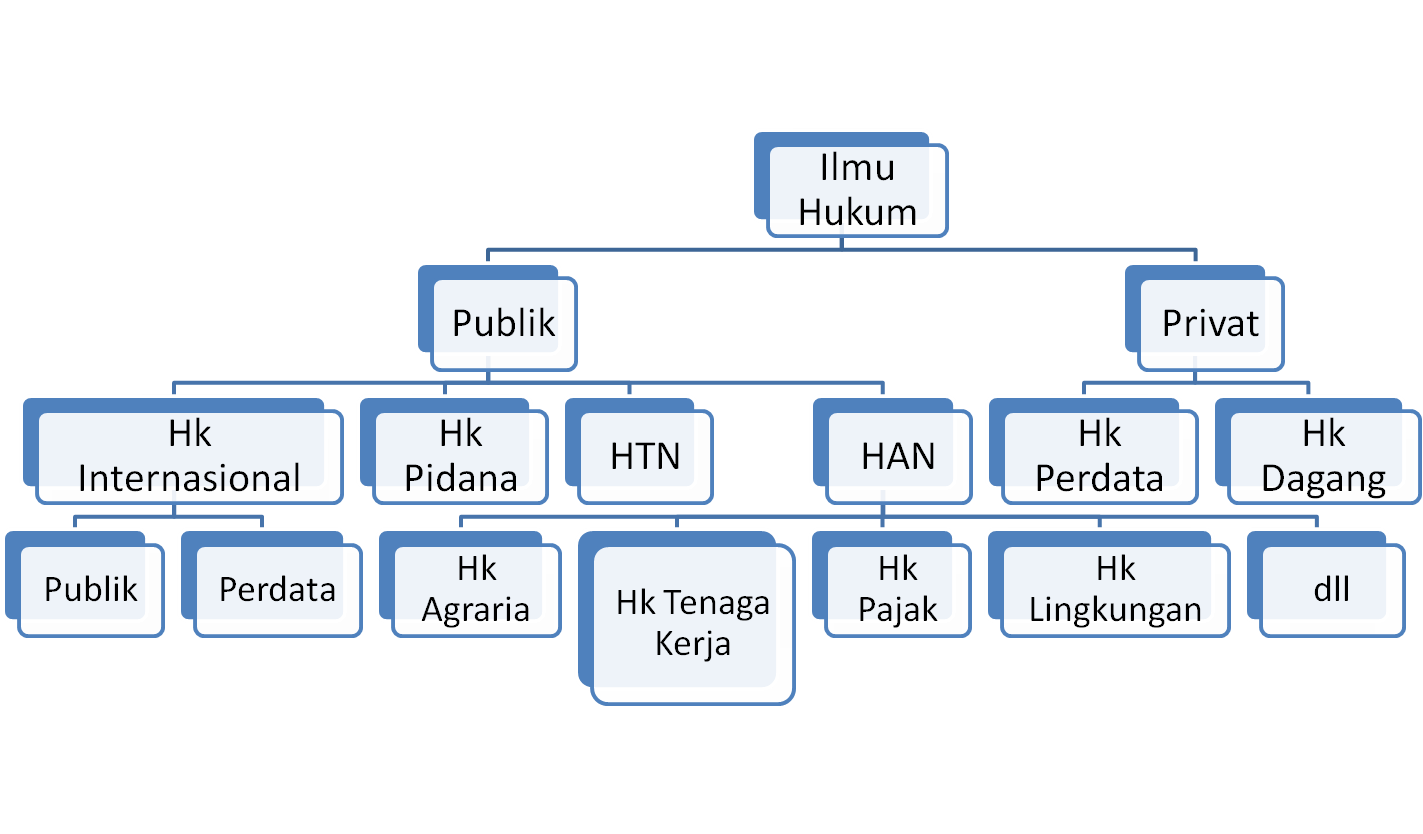 Ilmu
Hukum
Publik
Privat
Hk
Internasional
Hk
Pidana
HTN
HAN
Hk
Perdata
Hk
Dagang
Publik
Perdata
Hk
Agraria
Hk Tenaga
Kerja
Hk
Pajak
Hk
Lingkungan
dll